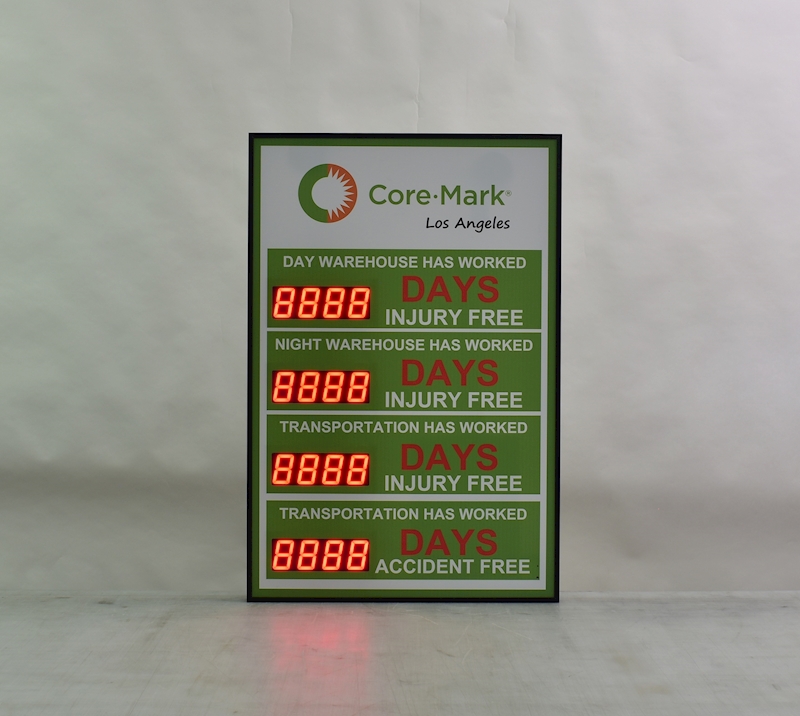 Core-Mark®
Los Angeles
DAY WAREHOUSE HAS WORKED
8888 DAYS
INJURY FREE
NIGHT WAREHOUSE HAS WORKED
8888 DAYS
INJURY FREE
TRANSPORTATION HAS WORKED
8888 DAYS
INJURY FREE
TRANSPORTATION HAS WORKED
8888 DAYS
ACCIDENT FREE